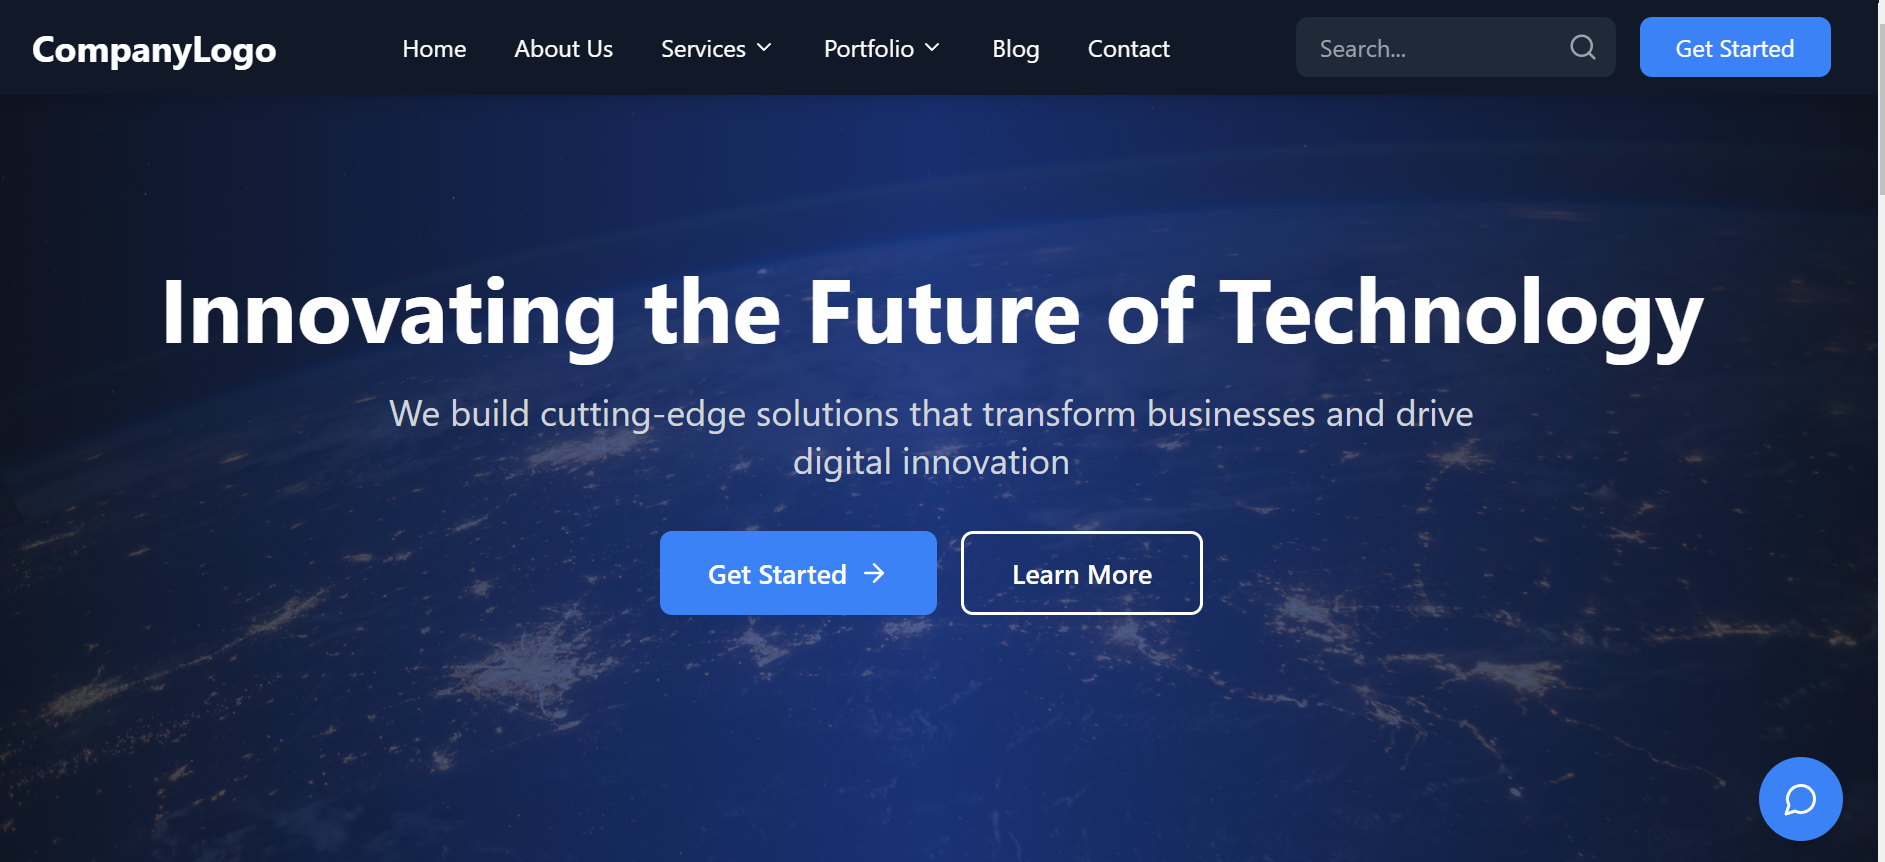 CompanyLogo
Home
About Us
Services
Portfolio
Blog
Contact
Search...
Get Started
Innovating the Future of Technology
We build cutting-edge solutions that transform businesses and drive
digital innovation
Get Started
Learn More